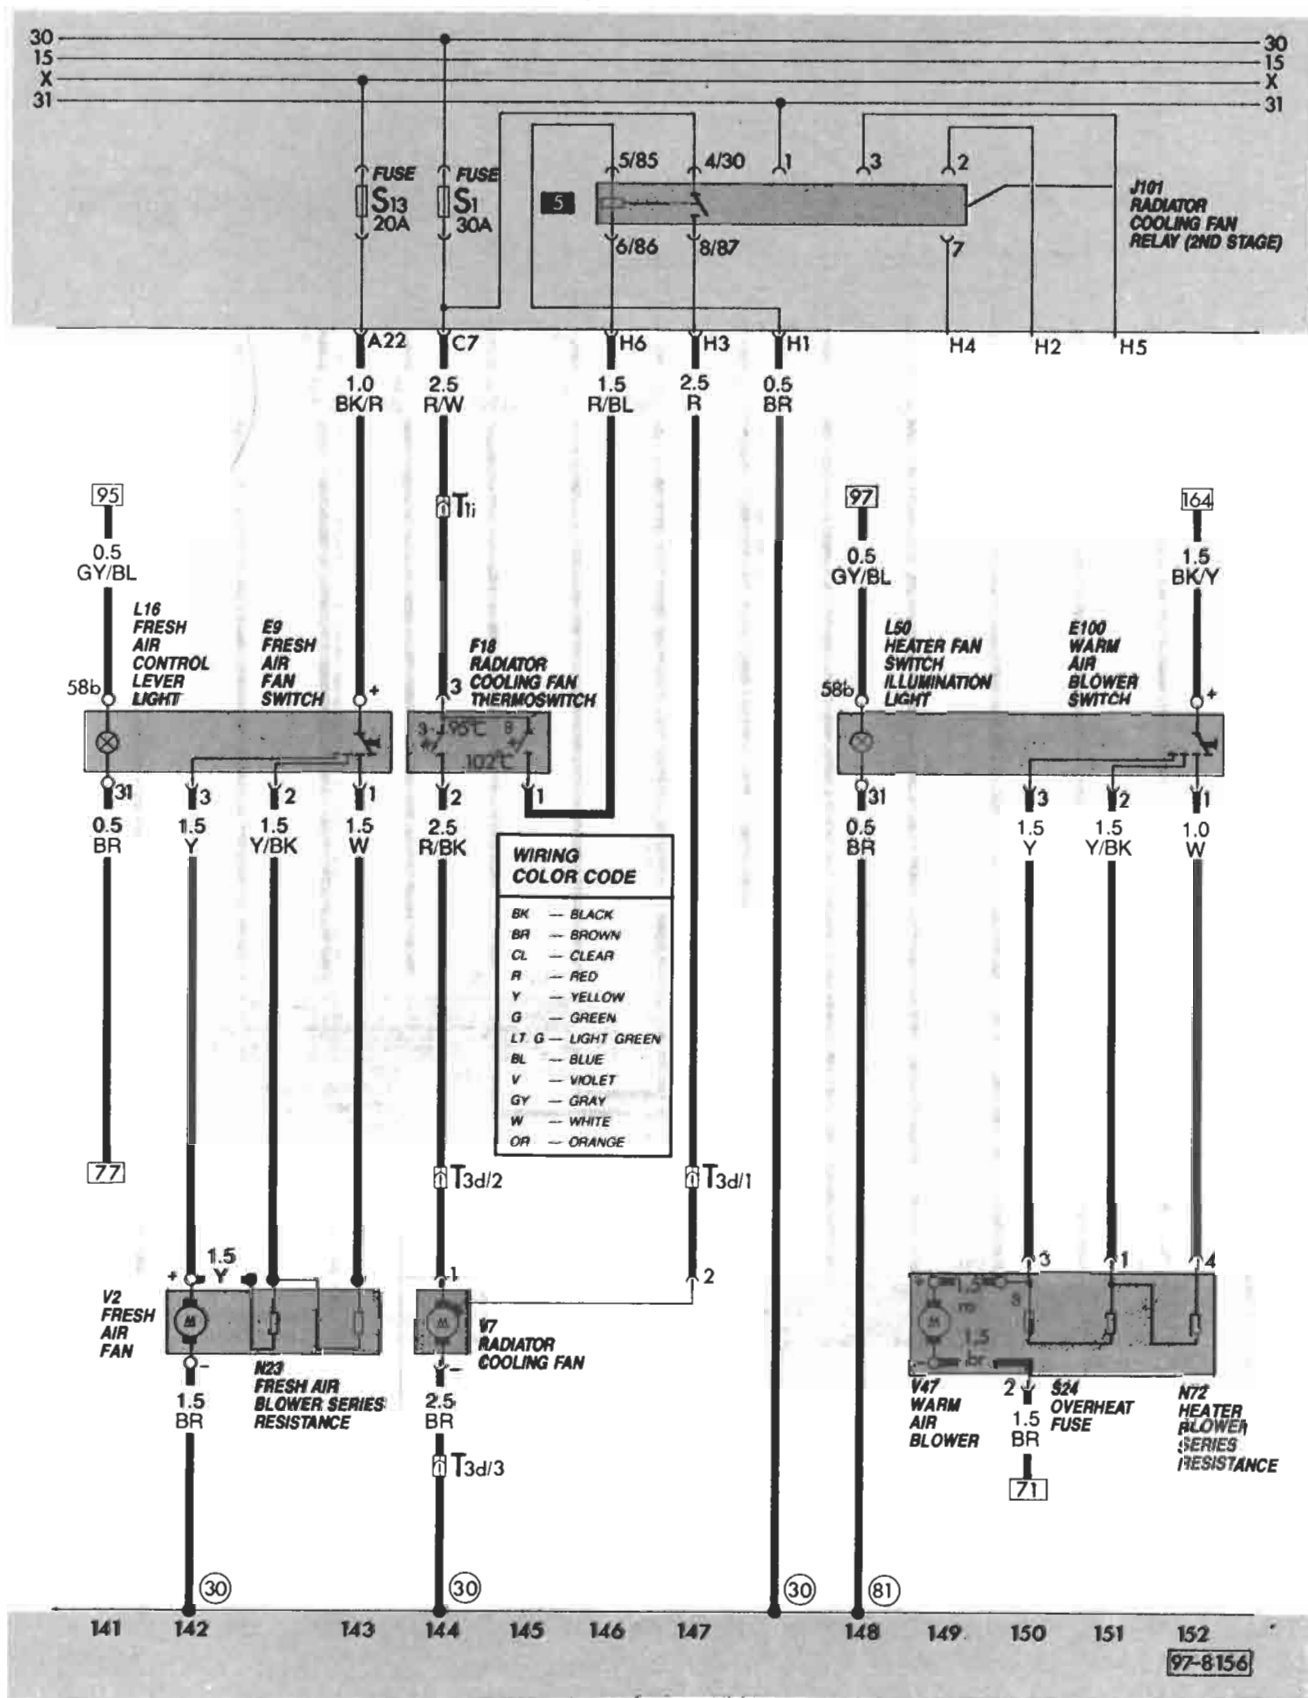 30 30
15 15
X X
31 31
5/85 4/30 1 3 2
FUSE
S13
20A
FUSE
S1
30A
5
J101
RADIATOR
COOLING FAN
RELAY (2ND STAGE)
6/86 8/87 7
A22 C7 H6 H3 H1 H4 H2 H5
1.0
BK/R
2.5
R/W
1.5
R/BL
2.5
R
0.5
BR
95
T1i
97
164
0.5
GY/BL
0.5
GY/BL
1.5
BK/Y
L16
FRESH
AIR
CONTROL
LEVER
LIGHT
E9
FRESH
AIR
FAN
SWITCH
F18
RADIATOR
COOLING FAN
THERMOSWITCH
L50
HEATER FAN
SWITCH
ILLUMINATION
LIGHT
E100
WARM
AIR
BLOWER
SWITCH
58b + 3 58b +
3 95°C 8
102°C
31 3 2 1 2 1 31 3 2 1
0.5
BR
1.5
Y
1.5
Y/BK
1.5
W
2.5
R/BK
0.5
BR
1.5
Y
1.5
Y/BK
1.0
W
WIRING
COLOR CODE
BK — BLACK
BR — BROWN
CL — CLEAR
R — RED
Y — YELLOW
G — GREEN
LT. G — LIGHT GREEN
BL — BLUE
V — VIOLET
GY — GRAY
W — WHITE
OR — ORANGE
77
T3d/2 T3d/1
+ 1.5
Y
1 2
3 1 4
M
M
M
+ 1.5
ro
8
1.5
br
V2
FRESH
AIR
FAN
N23
FRESH AIR
BLOWER SERIES
RESISTANCE
V7
RADIATOR
COOLING FAN
V47
WARM
AIR
BLOWER
2
S24
OVERHEAT
FUSE
N72
HEATER
BLOWER
SERIES
RESISTANCE
1.5
BR
2.5
BR
1.5
BR
T3d/3
71
30 30 30 81
141 142 143 144 145 146 147 148 149 150 151 152
97-8156